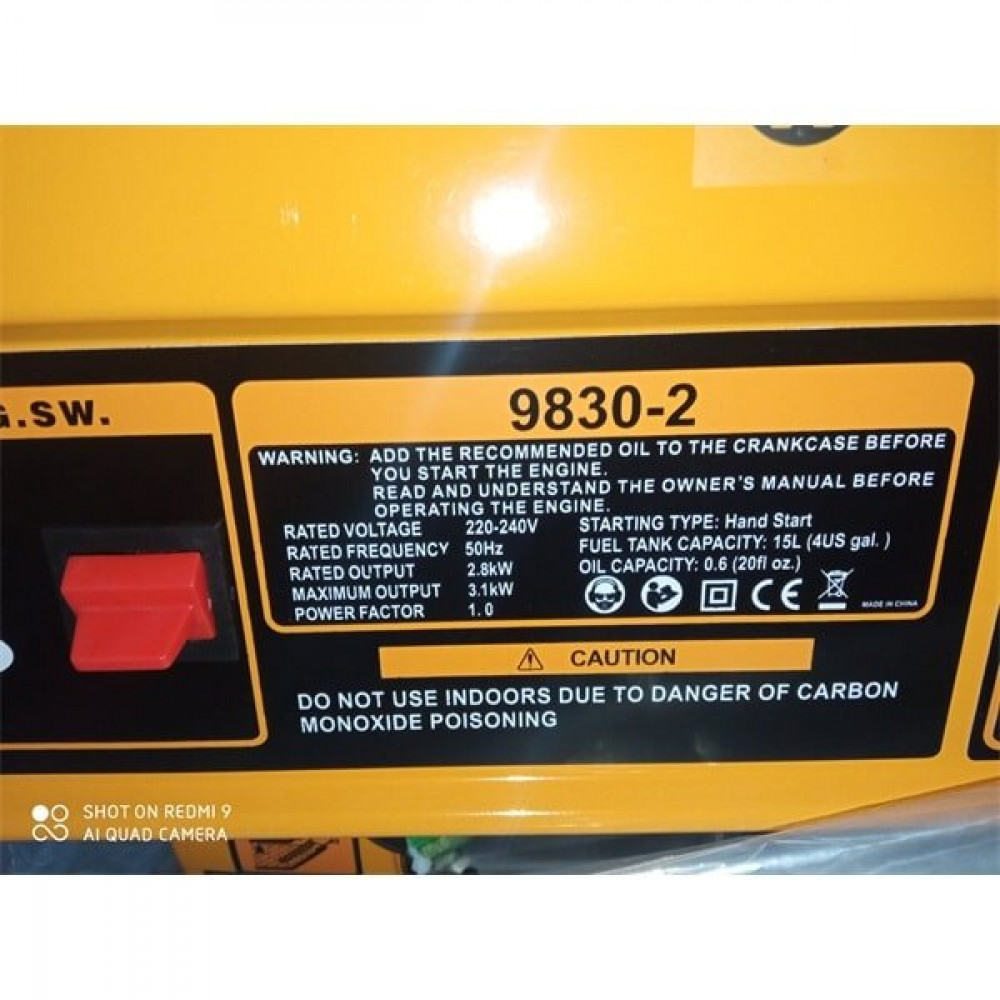 G.SW.
9830-2
WARNING: ADD THE RECOMMENDED OIL TO THE CRANKCASE BEFORE
YOU START THE ENGINE.
READ AND UNDERSTAND THE OWNER'S MANUAL BEFORE
OPERATING THE ENGINE.
RATED VOLTAGE 220-240V
RATED FREQUENCY 50Hz
RATED OUTPUT 2.8kW
MAXIMUM OUTPUT 3.1kW
POWER FACTOR 1.0
STARTING TYPE: Hand Start
FUEL TANK CAPACITY: 15L (4US gal. )
OIL CAPACITY: 0.6 (20fl oz.)
CE
MADE IN CHINA
CAUTION
DO NOT USE INDOORS DUE TO DANGER OF CARBON
MONOXIDE POISONING
SHOT ON REDMI 9
AI QUAD CAMERA